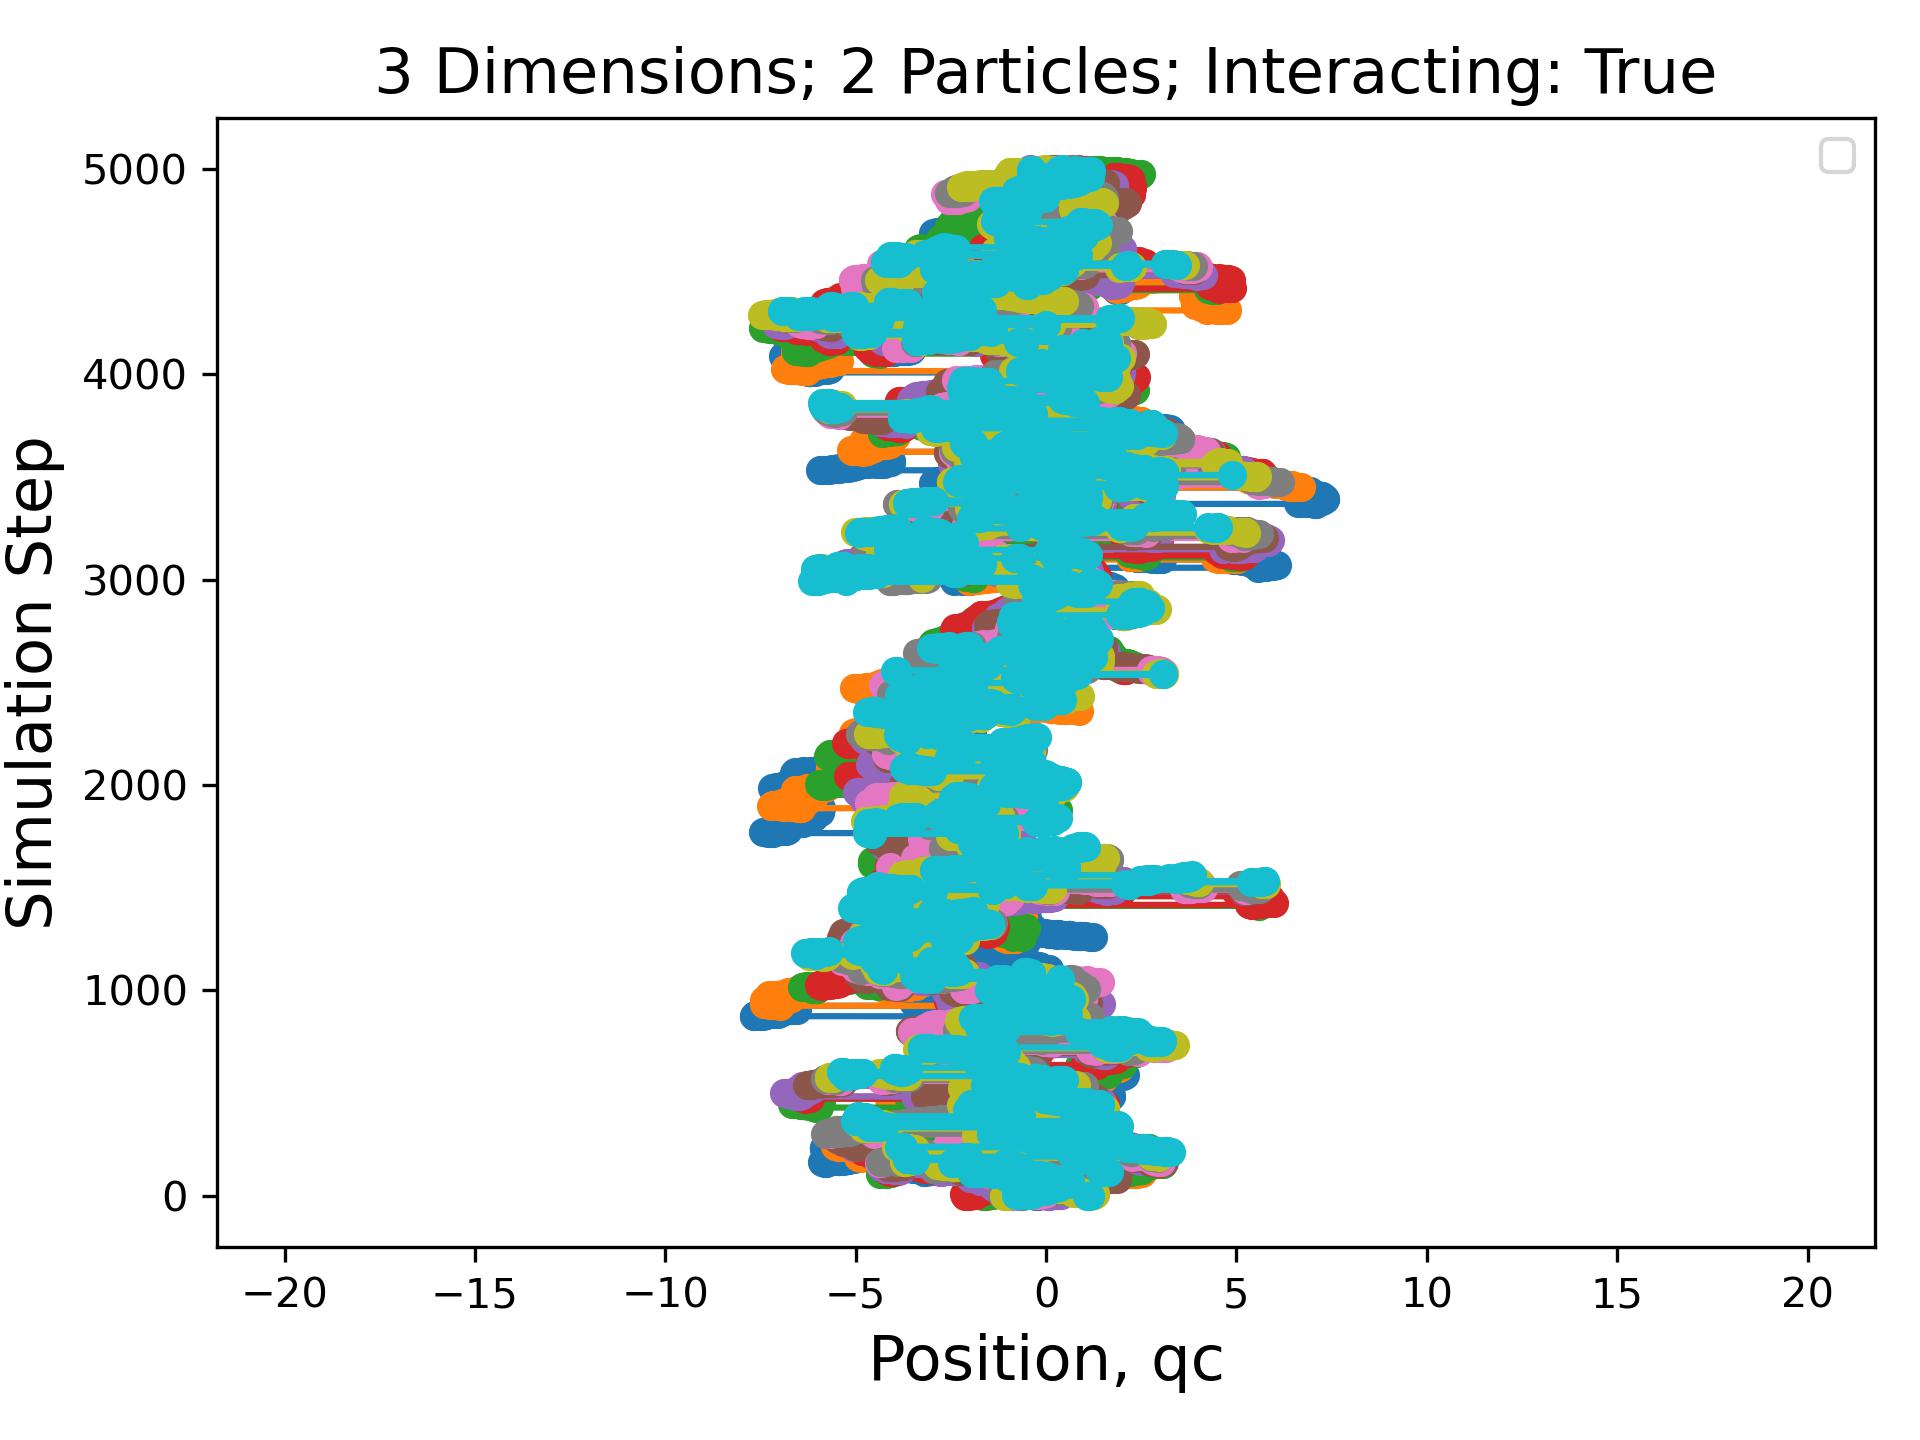 3 Dimensions; 2 Particles; Interacting: True
5000
4000
3000
2000
1000
0
Simulation Step
−20 −15 −10 −5 0 5 10 15 20
Position, qc